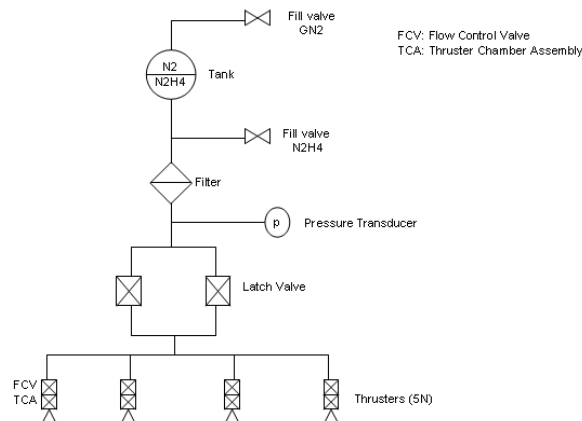 Fill valve
GN2
FCV: Flow Control Valve
TCA: Thruster Chamber Assembly
N2
N2H4
Tank
Fill valve
N2H4
Filter
p
Pressure Transducer
Latch Valve
FCV
TCA
Thrusters (5N)